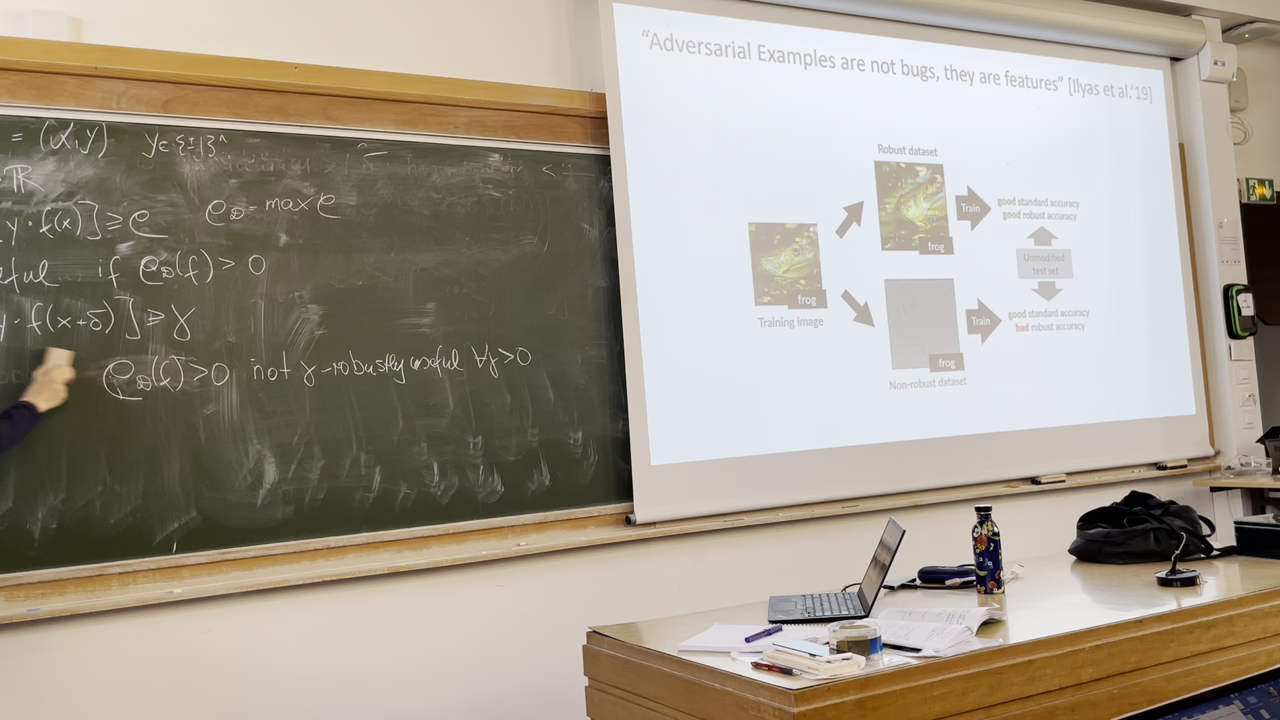 = (x,y) y∈{±1}
ℝ
y·f(x)]≥ρ ρ_𝒟 = max ρ
eful if ρ_𝒟(f)>0
y·f(x+δ)]≥γ
ρ_𝒟(f)>0 not γ-robustly useful ∀γ>0
"Adversarial Examples are not bugs, they are features" [Ilyas et al.'19]
Robust dataset
frog
Train
good standard accuracy
good robust accuracy
frog
Training image
Unmodified
test set
frog
Train
good standard accuracy
bad robust accuracy
Non-robust dataset